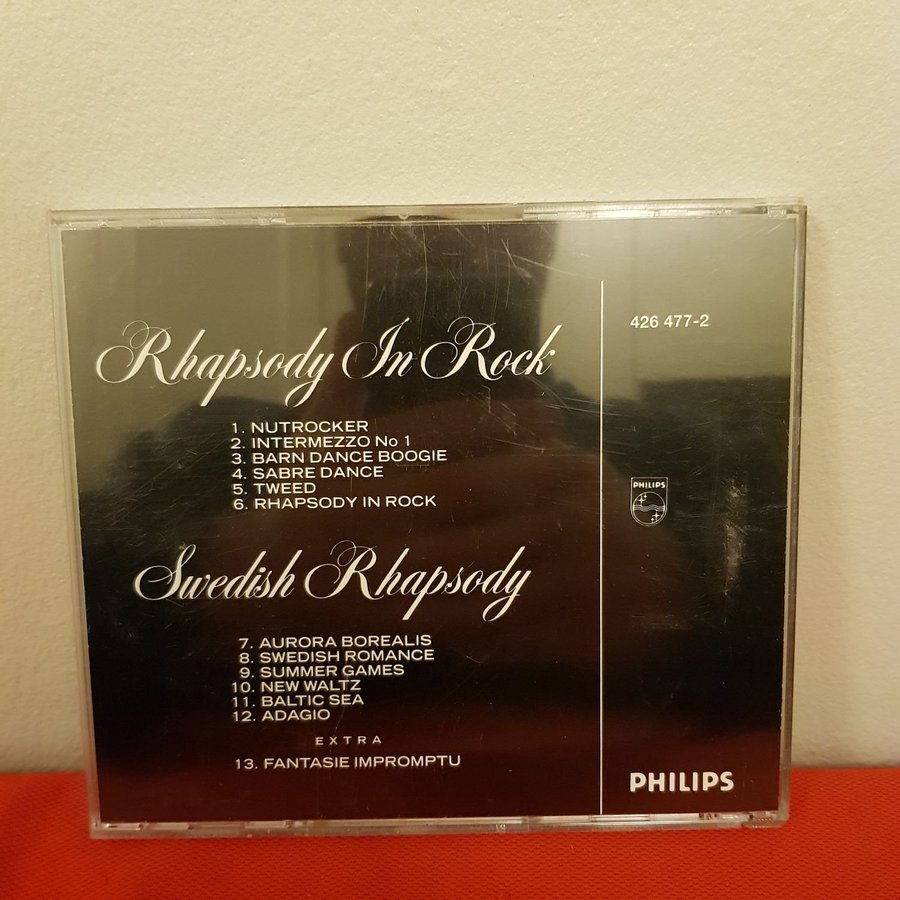 Rhapsody In Rock
1. NUTROCKER
2. INTERMEZZO No 1
3. BARN DANCE BOOGIE
4. SABRE DANCE
5. TWEED
6. RHAPSODY IN ROCK
Swedish Rhapsody
7. AURORA BOREALIS
8. SWEDISH ROMANCE
9. SUMMER GAMES
10. NEW WALTZ
11. BALTIC SEA
12. ADAGIO
EXTRA
13. FANTASIE IMPROMPTU
426 477-2
PHILIPS
PHILIPS